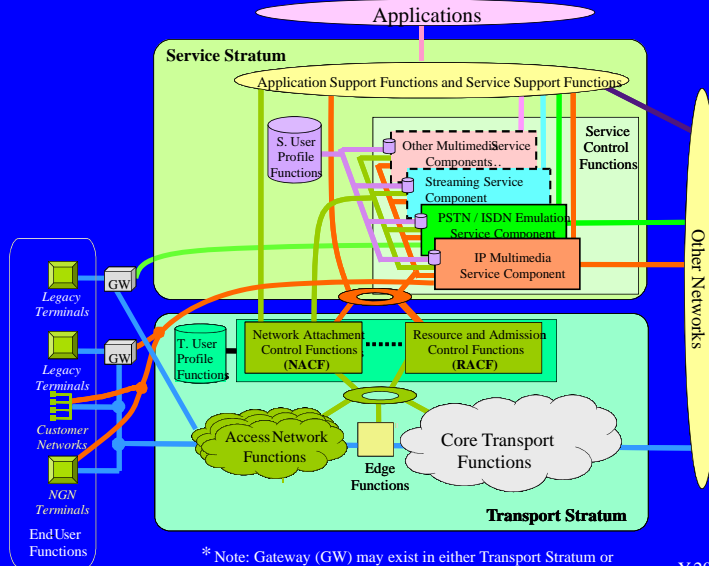 Applications
Service Stratum
Application Support Functions and Service Support Functions
S. User
Profile
Functions
Other Multimedia Service
Components..
Streaming Service
Component
PSTN / ISDN Emulation
Service Component
IP Multimedia
Service Component
Service
Control
Functions
Other Networks
GW
Legacy
Terminals
GW
Legacy
Terminals
Customer
Networks
NGN
Terminals
End User
Functions
T. User
Profile
Functions
Network Attachment
Control Functions
(NACF)
Resource and Admission
Control Functions
(RACF)
Access Network
Functions
Edge
Functions
Core Transport
Functions
Transport Stratum
* Note: Gateway (GW) may exist in either Transport Stratum or